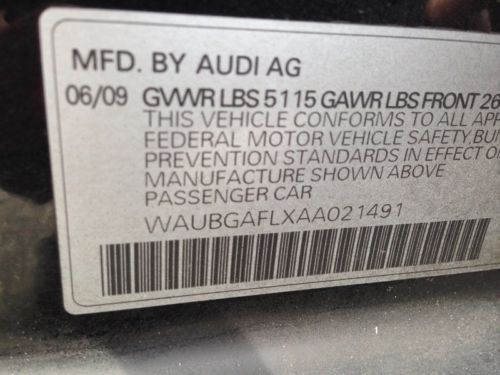 MFD. BY AUDI AG
06/09 GVWR LBS 5115 GAWR LBS FRONT 26
THIS VEHICLE CONFORMS TO ALL APP
FEDERAL MOTOR VEHICLE SAFETY, BU
PREVENTION STANDARDS IN EFFECT O
MANUFACTURE SHOWN ABOVE
PASSENGER CAR
WAUBGAFLXAA021491